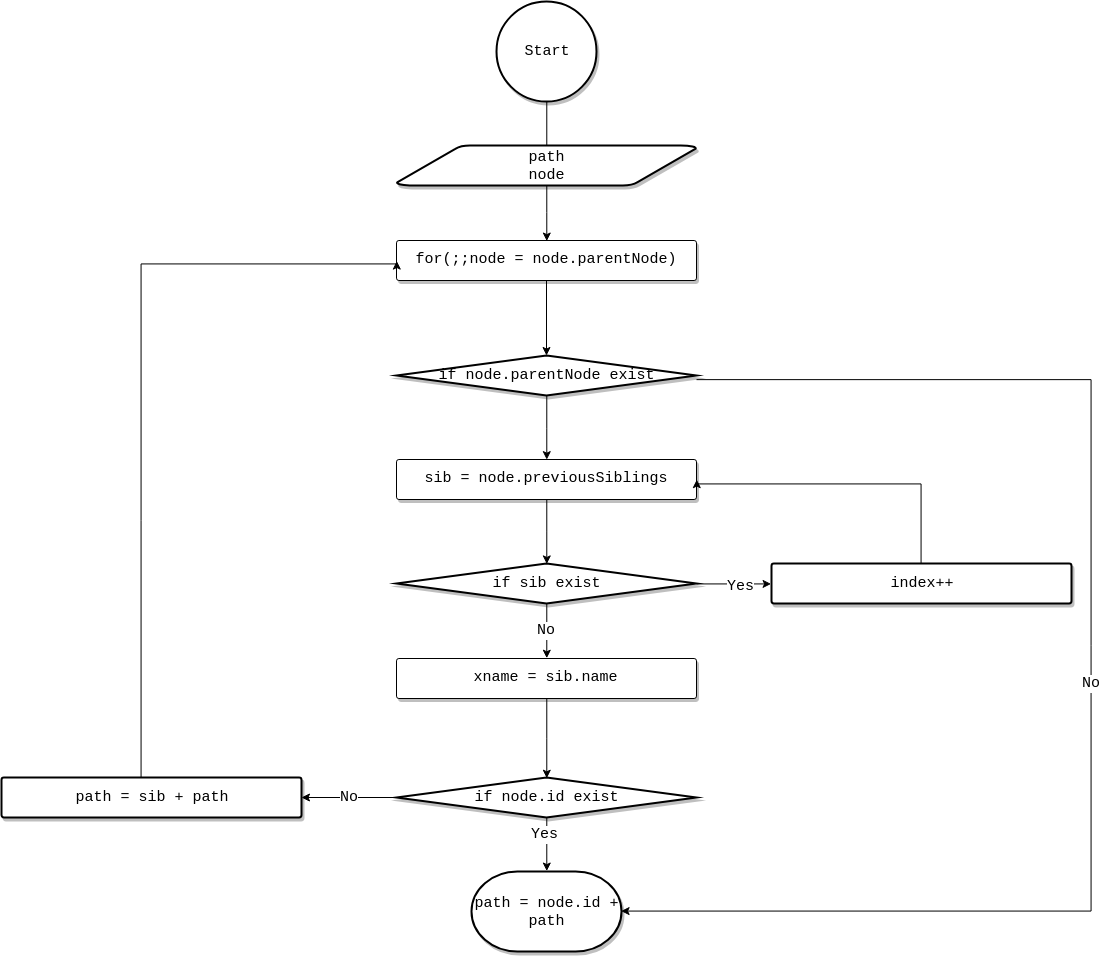 Start
path
node
for(;;node = node.parentNode)
if node.parentNode exist
sib = node.previousSiblings
if sib exist
Yes
index++
No
xname = sib.name
No
path = sib + path
No
if node.id exist
Yes
path = node.id +
path